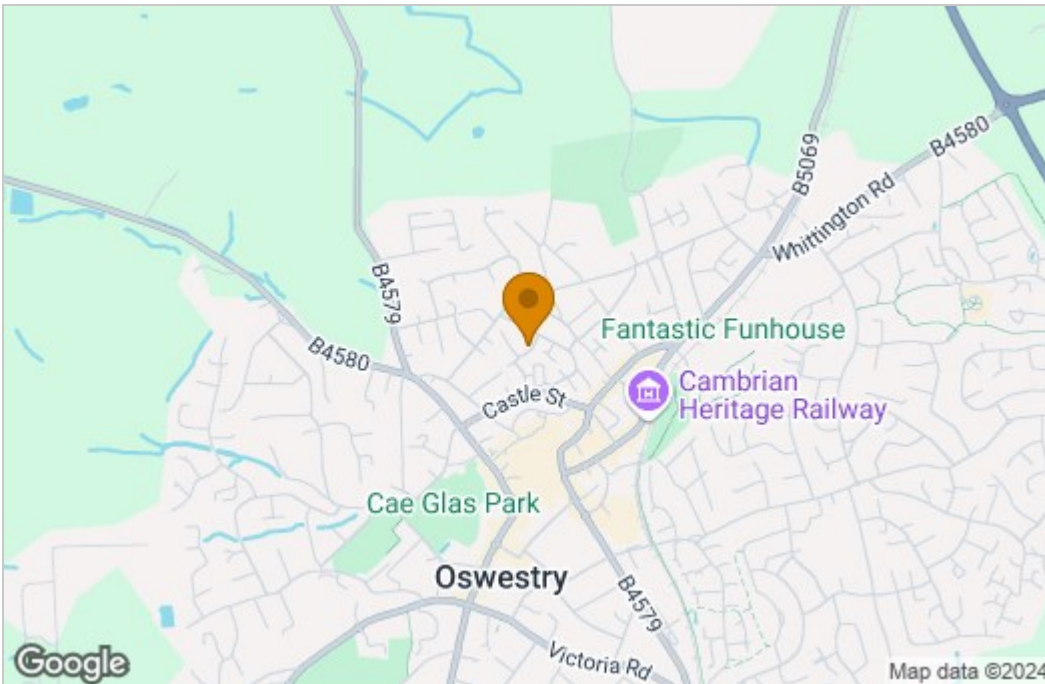 B4580
B5069
Whittington Rd
B4579
Fantastic Funhouse
B4580
Cambrian
Heritage Railway
Castle St
Cae Glas Park
Oswestry
B4579
Victoria Rd
Google
Map data ©2024